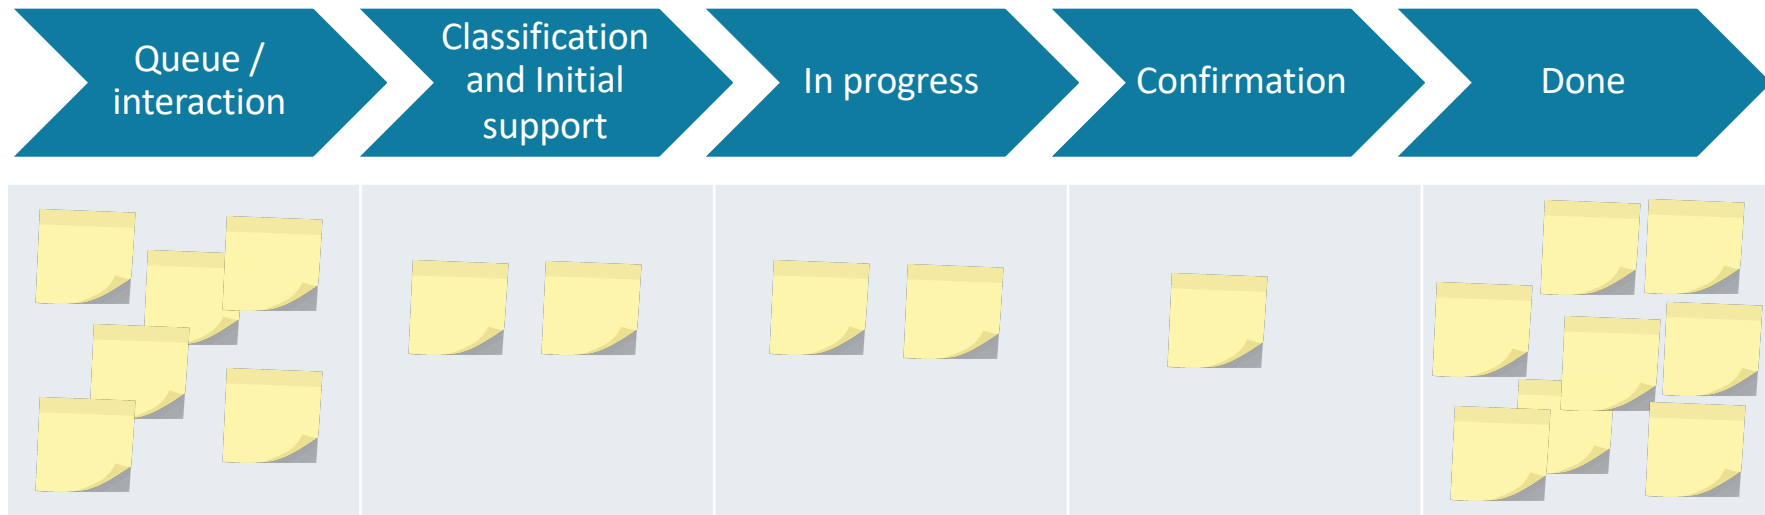 Queue /
interaction
Classification
and Initial
support
In progress
Confirmation
Done